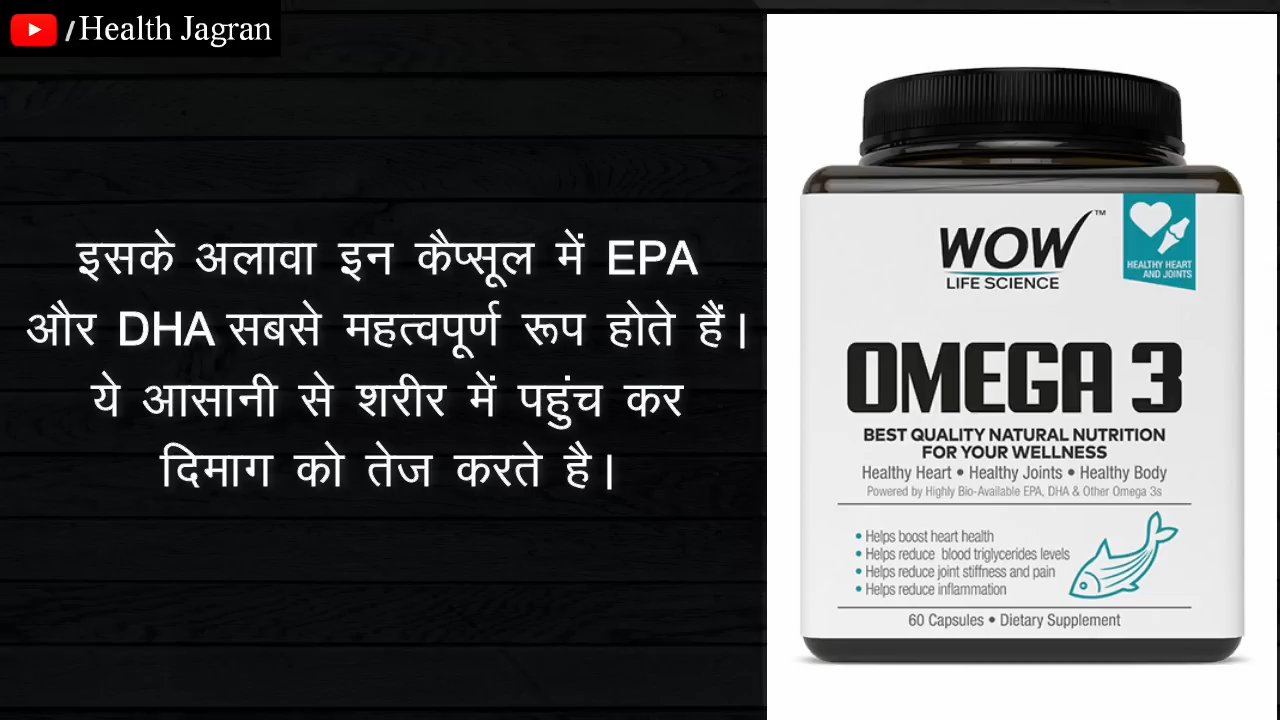 /Health Jagran
इसके अलावा इन कैप्सूल में EPA
और DHA सबसे महत्वपूर्ण रूप होते हैं।
ये आसानी से शरीर में पहुंच कर
दिमाग को तेज करते है।
WOW™
LIFE SCIENCE
HEALTHY HEART
AND JOINTS
OMEGA 3
BEST QUALITY NATURAL NUTRITION
FOR YOUR WELLNESS
Healthy Heart • Healthy Joints • Healthy Body
Powered by Highly Bio-Available EPA, DHA & Other Omega 3s
• Helps boost heart health
• Helps reduce blood triglycerides levels
• Helps reduce joint stiffness and pain
• Helps reduce inflammation
60 Capsules • Dietary Supplement